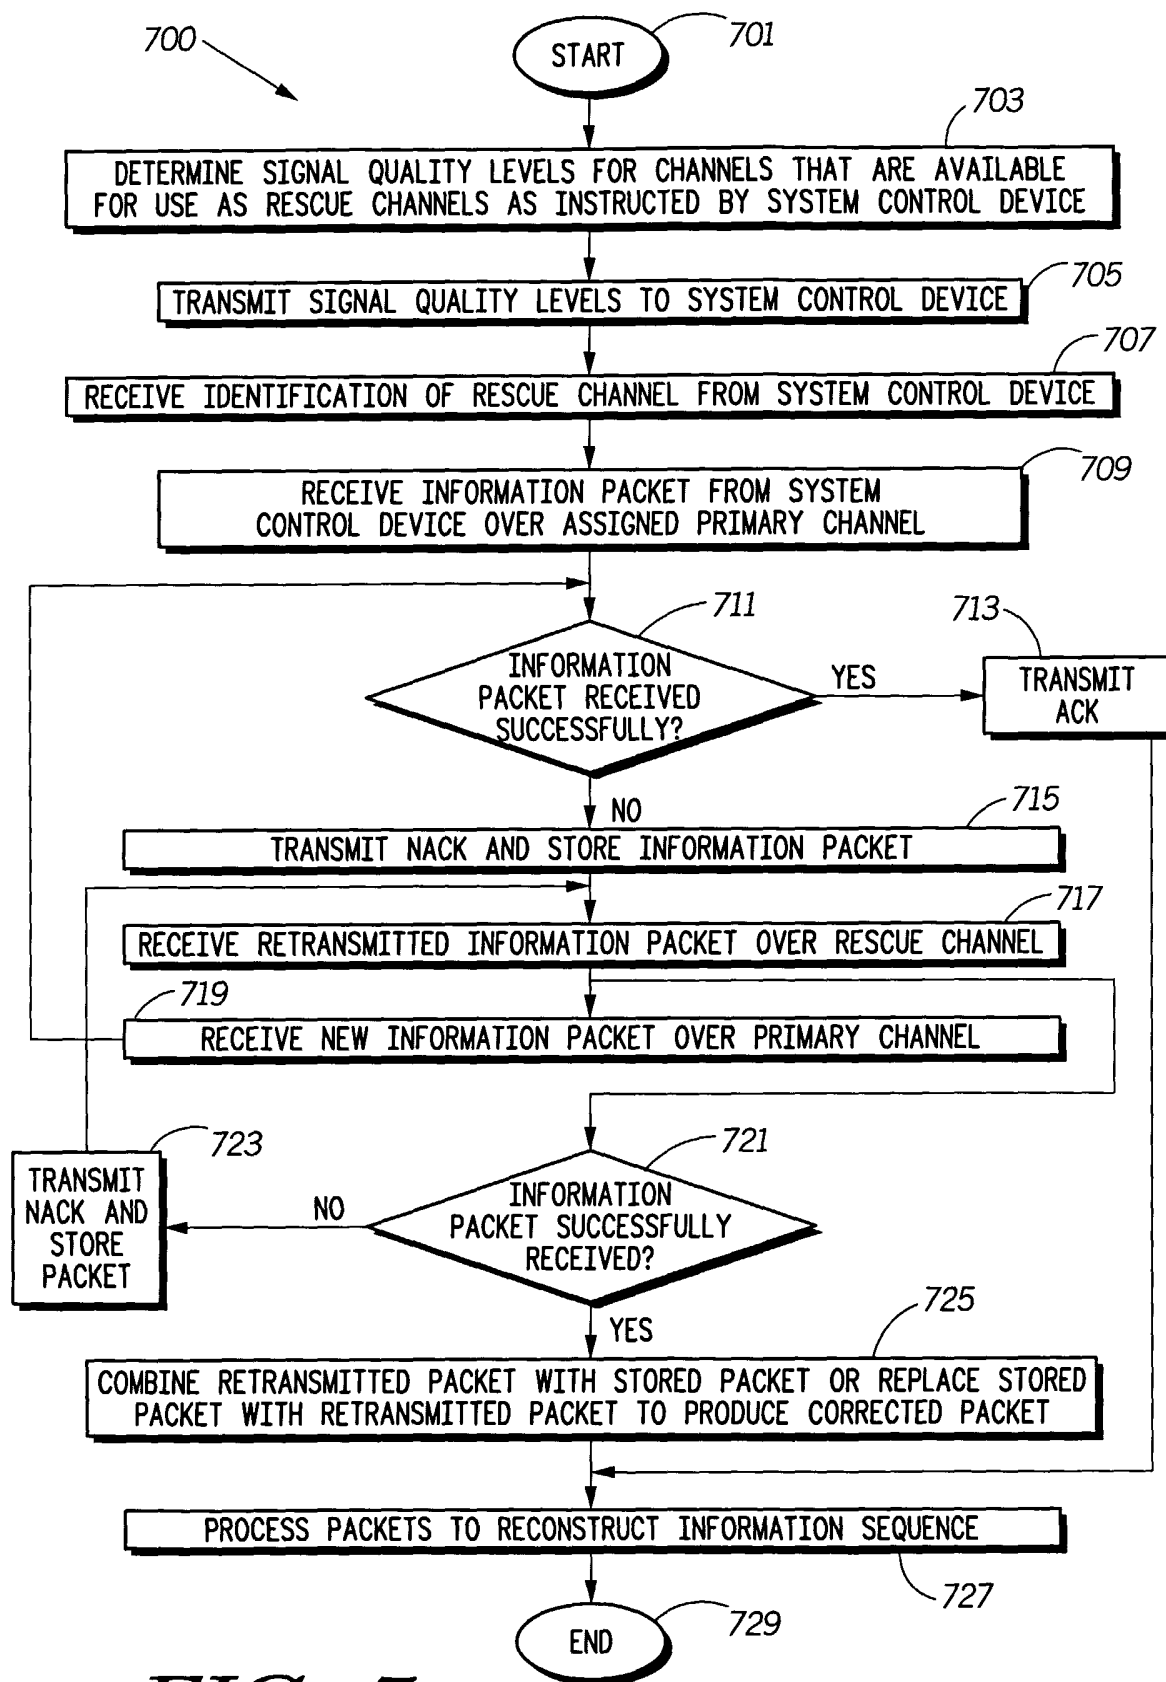 700
START
701
703
DETERMINE SIGNAL QUALITY LEVELS FOR CHANNELS THAT ARE AVAILABLE
FOR USE AS RESCUE CHANNELS AS INSTRUCTED BY SYSTEM CONTROL DEVICE
705
TRANSMIT SIGNAL QUALITY LEVELS TO SYSTEM CONTROL DEVICE
707
RECEIVE IDENTIFICATION OF RESCUE CHANNEL FROM SYSTEM CONTROL DEVICE
709
RECEIVE INFORMATION PACKET FROM SYSTEM
CONTROL DEVICE OVER ASSIGNED PRIMARY CHANNEL
711
INFORMATION
PACKET RECEIVED
SUCCESSFULLY?
YES
713
TRANSMIT
ACK
NO
715
TRANSMIT NACK AND STORE INFORMATION PACKET
717
RECEIVE RETRANSMITTED INFORMATION PACKET OVER RESCUE CHANNEL
719
RECEIVE NEW INFORMATION PACKET OVER PRIMARY CHANNEL
721
INFORMATION
PACKET SUCCESSFULLY
RECEIVED?
NO
723
TRANSMIT
NACK AND
STORE
PACKET
YES
725
COMBINE RETRANSMITTED PACKET WITH STORED PACKET OR REPLACE STORED
PACKET WITH RETRANSMITTED PACKET TO PRODUCE CORRECTED PACKET
PROCESS PACKETS TO RECONSTRUCT INFORMATION SEQUENCE
727
END
729